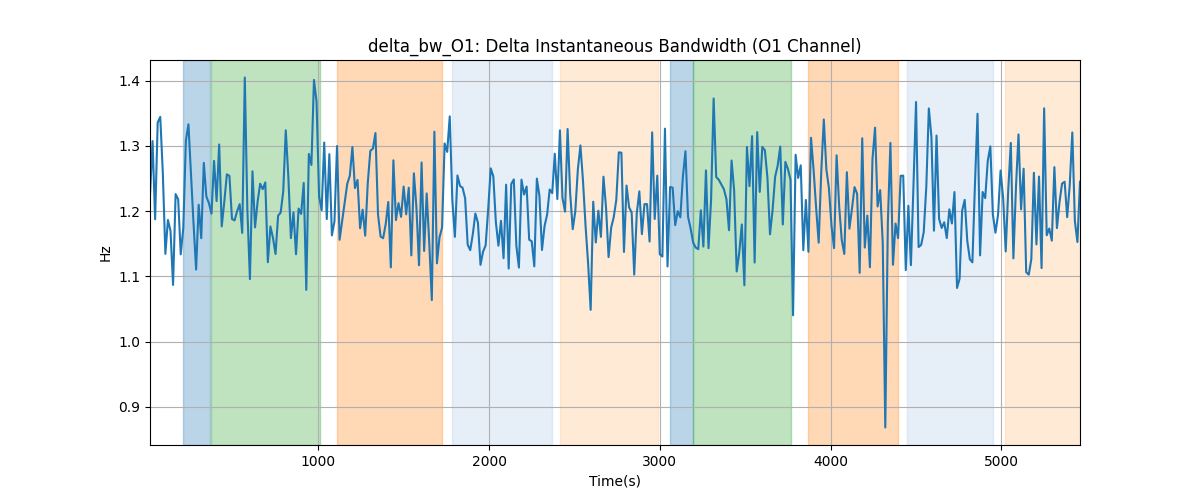 delta_bw_O1: Delta Instantaneous Bandwidth (O1 Channel)
1.4
1.3
1.2
1.1
1.0
0.9
Hz
1000 2000 3000 4000 5000
Time(s)